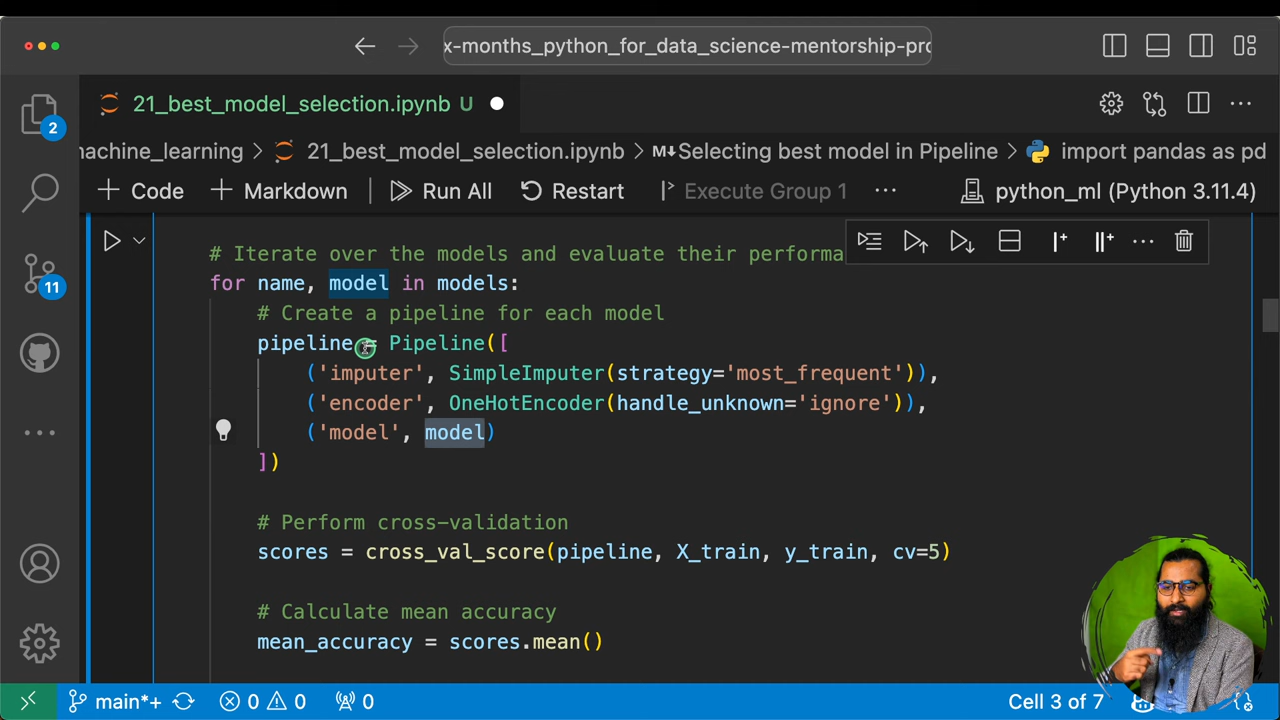 x-months_python_for_data_science-mentorship-pro
21_best_model_selection.ipynb U
machine_learning > 21_best_model_selection.ipynb > M↓Selecting best model in Pipeline > import pandas as pd
+ Code + Markdown | Run All Restart Execute Group 1 ··· python_ml (Python 3.11.4)
2
11
# Iterate over the models and evaluate their performa
for name, model in models:
# Create a pipeline for each model
pipeline = Pipeline([
('imputer', SimpleImputer(strategy='most_frequent')),
('encoder', OneHotEncoder(handle_unknown='ignore')),
('model', model)
])
# Perform cross-validation
scores = cross_val_score(pipeline, X_train, y_train, cv=5)
# Calculate mean accuracy
mean_accuracy = scores.mean()
main*+ 0 0 0 Cell 3 of 7